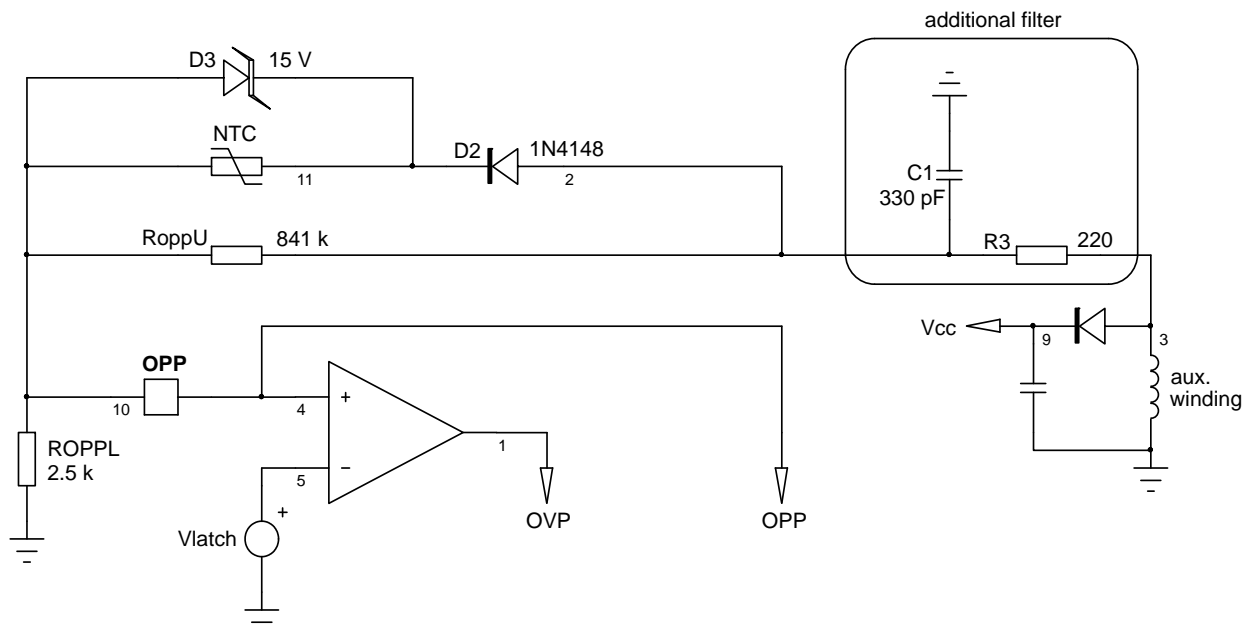 additional filter
D3 15 V
NTC
11
D2 1N4148
2
C1
330 pF
RoppU 841 k
R3 220
Vcc
9
3
aux.
winding
OPP
10
4
+
ROPPL
2.5 k
1
5
−
+
Vlatch
OVP
OPP